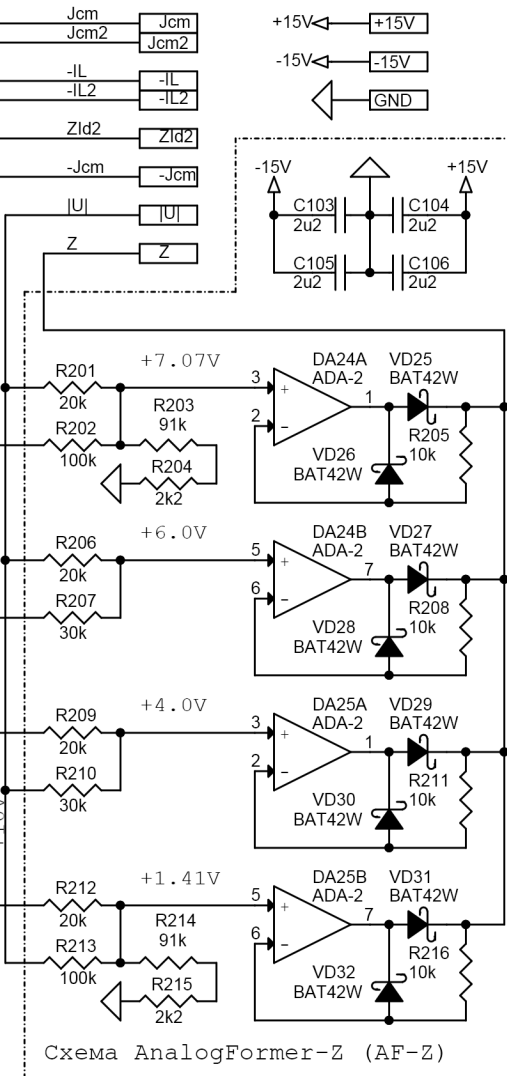 Jcm Jcm
Jcm2 Jcm2
-IL -IL
-IL2 -IL2
ZId2 ZId2
-Jcm -Jcm
|U| |U|
Z Z
+15V +15V
-15V -15V
GND
-15V +15V
C103 C104
2u2 2u2
C105 C106
2u2 2u2
R201
20k
R202
100k
+7.07V
R203
91k
R204
2k2
3
2
+
-
1
DA24A
ADA-2
VD25
BAT42W
VD26
BAT42W
R205
10k
R206
20k
R207
30k
+6.0V
5
6
+
-
7
DA24B
ADA-2
VD27
BAT42W
VD28
BAT42W
R208
10k
R209
20k
R210
30k
+4.0V
3
2
+
-
1
DA25A
ADA-2
VD29
BAT42W
VD30
BAT42W
R211
10k
R212
20k
R213
100k
+1.41V
R214
91k
R215
2k2
5
6
+
-
7
DA25B
ADA-2
VD31
BAT42W
VD32
BAT42W
R216
10k
Схема AnalogFormer-Z (AF-Z)